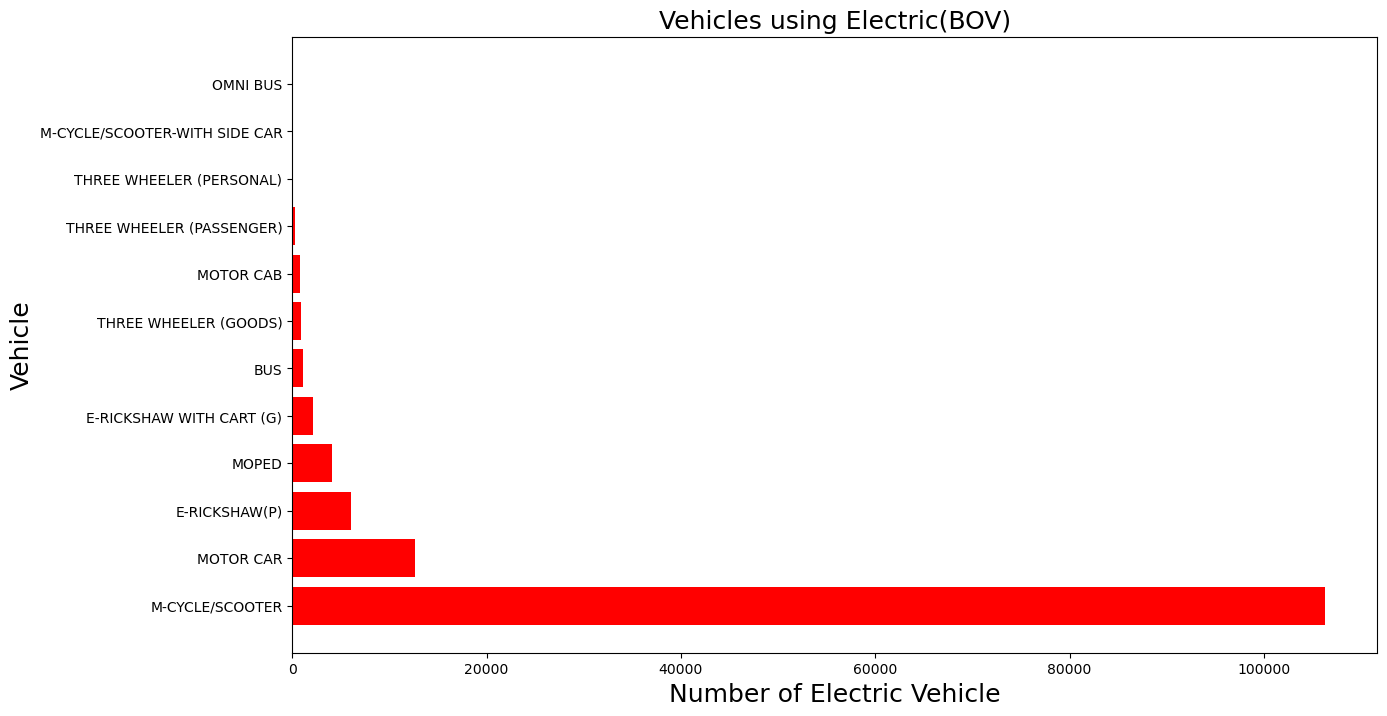 Vehicles using Electric(BOV)
OMNI BUS
M-CYCLE/SCOOTER-WITH SIDE CAR
THREE WHEELER (PERSONAL)
THREE WHEELER (PASSENGER)
MOTOR CAB
THREE WHEELER (GOODS)
BUS
E-RICKSHAW WITH CART (G)
MOPED
E-RICKSHAW(P)
MOTOR CAR
M-CYCLE/SCOOTER
Vehicle
0 20000 40000 60000 80000 100000
Number of Electric Vehicle